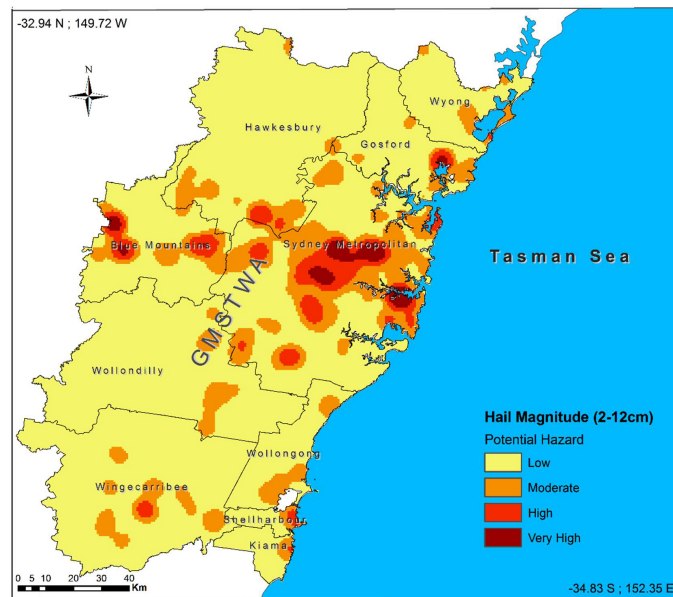 -32.94 N ; 149.72 W
N
Wyong
Hawkesbury
Gosford
Blue Mountains
Sydney Metropolitan
Tasman Sea
GMSTWA
Wollondilly
Hail Magnitude (2-12cm)
Potential Hazard
Low
Moderate
High
Very High
Wollongong
Wingecarribee
Shellharbour
Kiama
0 5 10 20 30 40
Km
-34.83 S ; 152.35 E